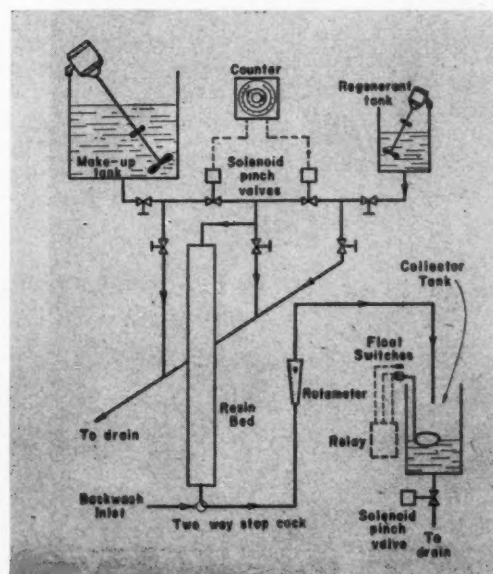 Counter
Regenerant
tank
Make-up
tank
Solenoid
pinch
valves
Collector
Tank
Float
Switches
Rotameter
Resin
Bed
Relay
To drain
Backwash
Inlet
Two way stop cock
Solenoid
pinch
valve
To
drain